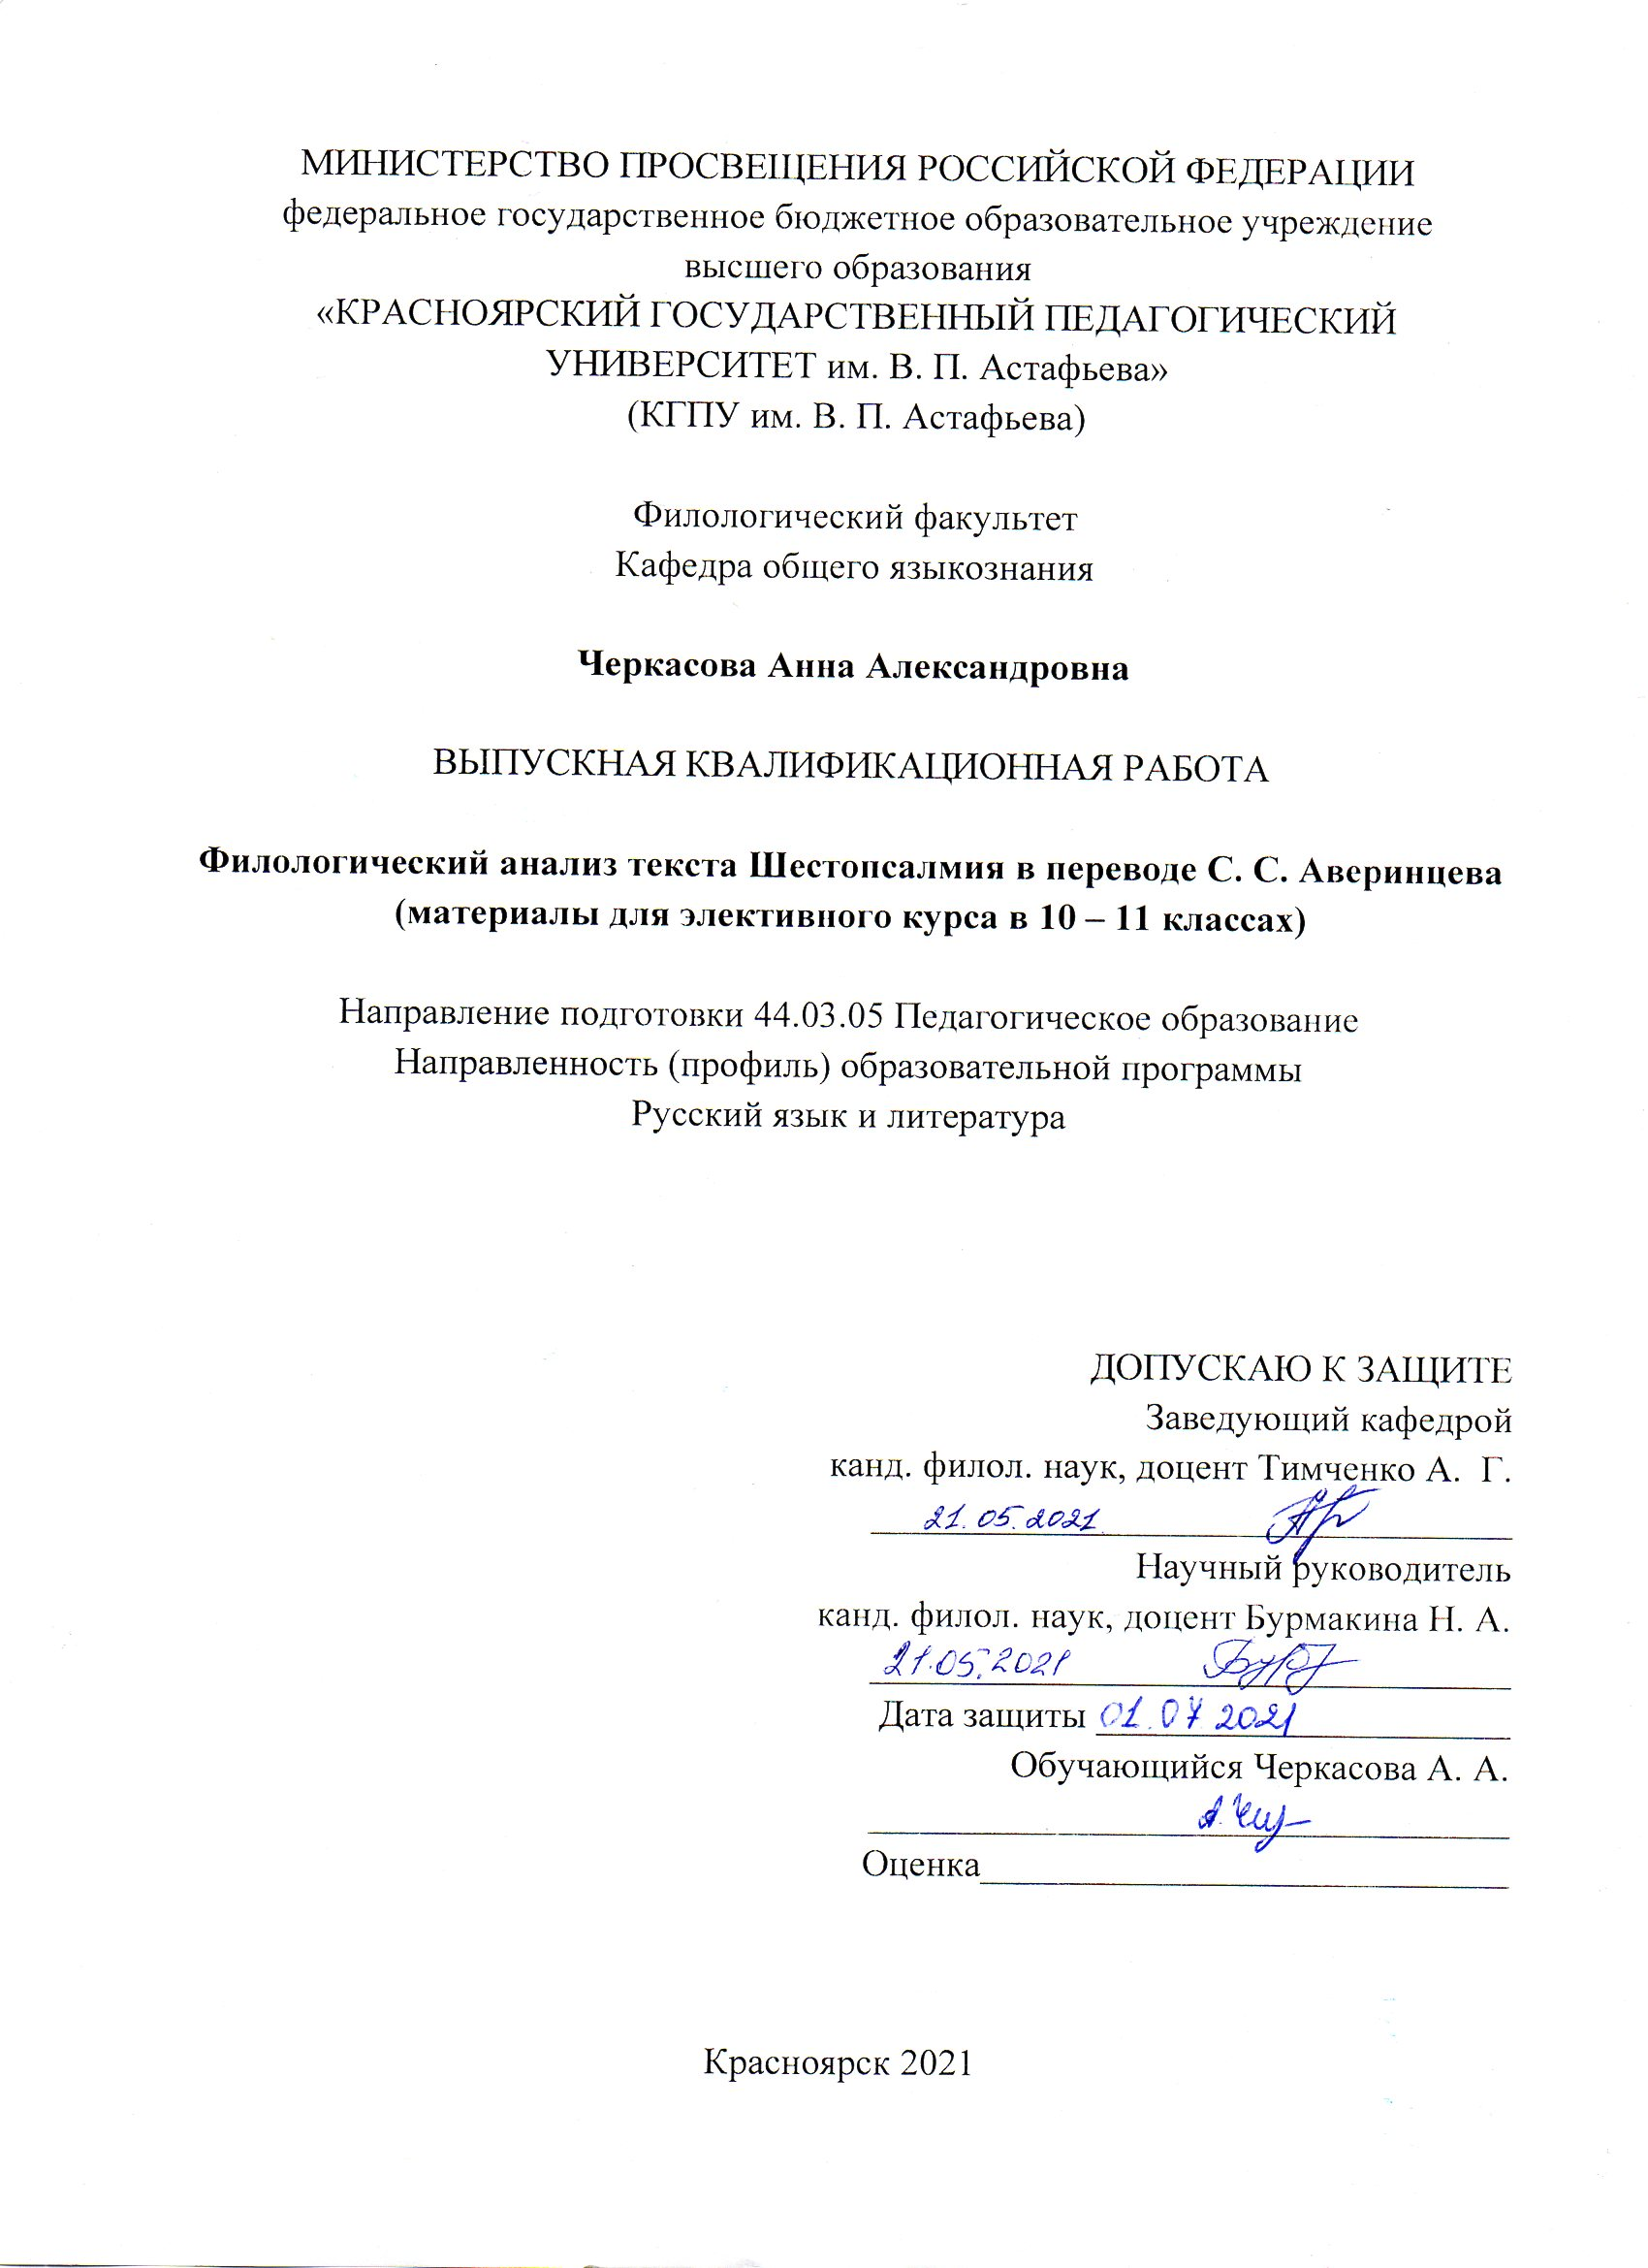 МИНИСТЕРСТВО ПРОСВЕЩЕНИЯ РОССИЙСКОЙ ФЕДЕРАЦИИ
федеральное государственное бюджетное образовательное учреждение
высшего образования
«КРАСНОЯРСКИЙ ГОСУДАРСТВЕННЫЙ ПЕДАГОГИЧЕСКИЙ
УНИВЕРСИТЕТ им. В. П. Астафьева»
(КГПУ им. В. П. Астафьева)
Филологический факультет
Кафедра общего языкознания
Черкасова Анна Александровна
ВЫПУСКНАЯ КВАЛИФИКАЦИОННАЯ РАБОТА
Филологический анализ текста Шестопсалмия в переводе С. С. Аверинцева
(материалы для элективного курса в 10 – 11 классах)
Направление подготовки 44.03.05 Педагогическое образование
Направленность (профиль) образовательной программы
Русский язык и литература
ДОПУСКАЮ К ЗАЩИТЕ
Заведующий кафедрой
канд. филол. наук, доцент Тимченко А. Г.
21.05.2021
Научный руководитель
канд. филол. наук, доцент Бурмакина Н. А.
21.05.2021
Дата защиты 01.07 2021
Обучающийся Черкасова А. А.
Оценка
Красноярск 2021